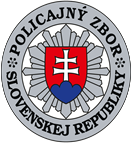 POLICAJNÝ ZBOR
SLOVENSKEJ REPUBLIKY